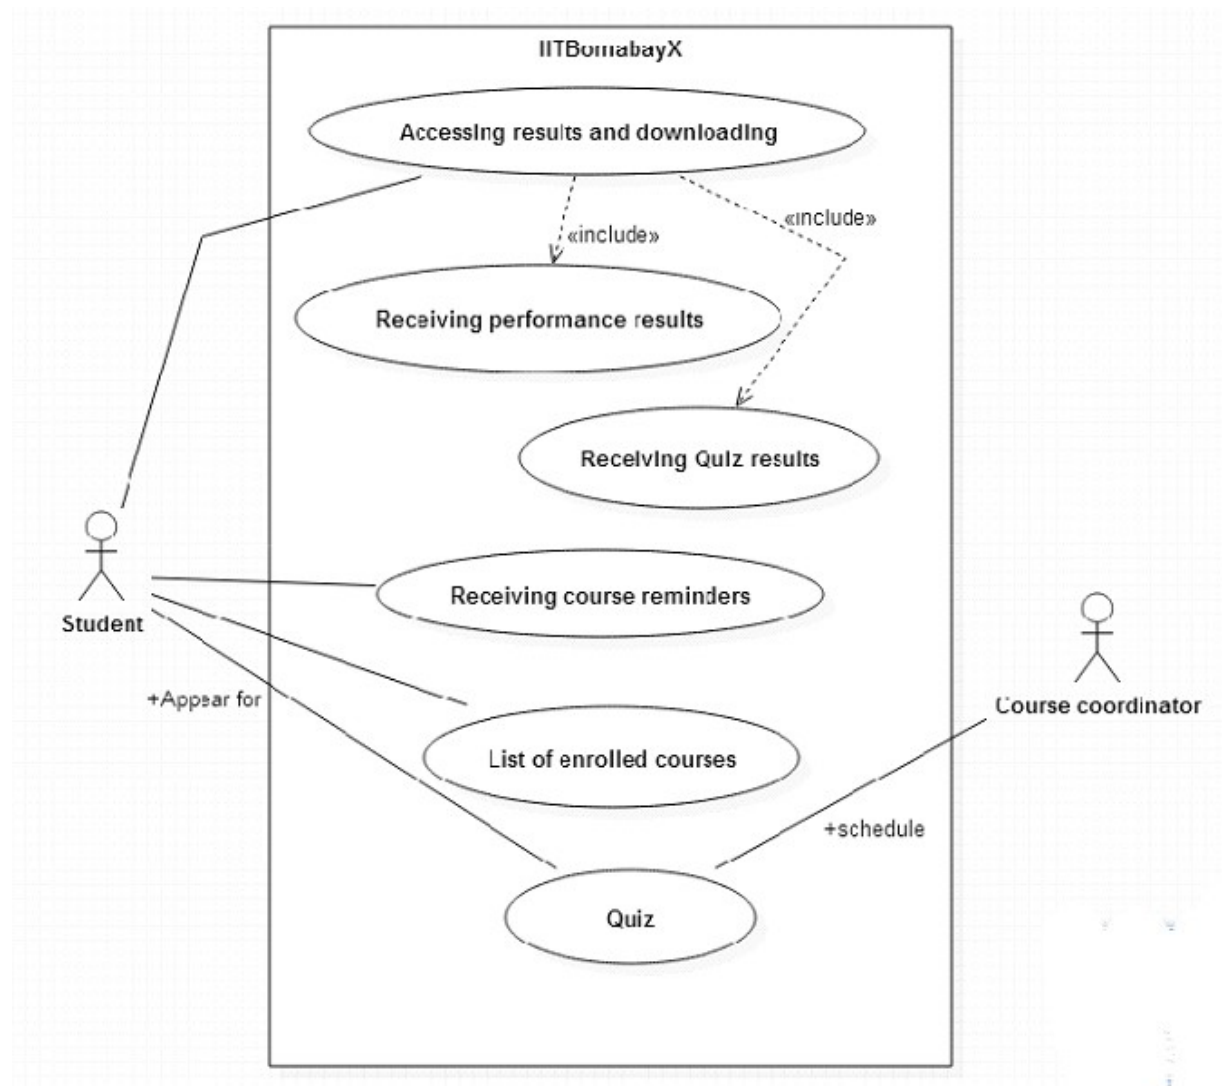 IITBomabayX
Accessing results and downloading
«include»
«include»
Receiving performance results
Receiving Quiz results
Receiving course reminders
Student
+Appear for
Course coordinator
List of enrolled courses
+schedule
Quiz